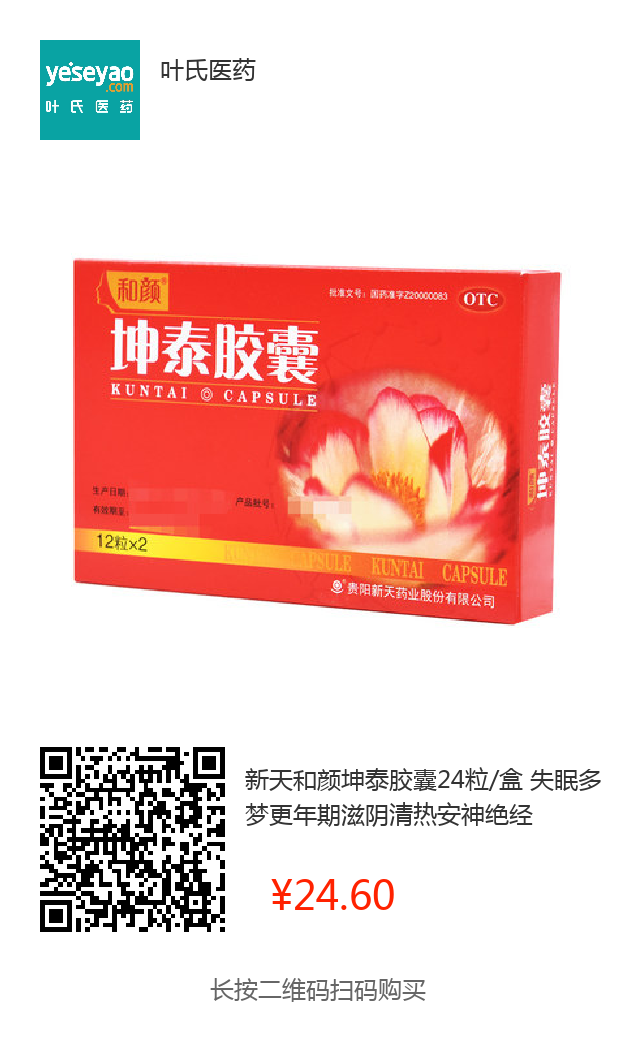 yeseyao
.com
叶氏医药
叶氏医药
和颜®
批准文号：国药准字Z20000083
OTC
坤泰胶囊
KUNTAI CAPSULE
坤泰胶囊
KUNTAI CAPSULE
生产日期：
产品批号：
有效期至：
12粒×2
KUNTAI CAPSULE KUNTAI CAPSULE
贵阳新天药业股份有限公司
新天和颜坤泰胶囊24粒/盒 失眠多
梦更年期滋阴清热安神绝经
¥24.60
长按二维码扫码购买